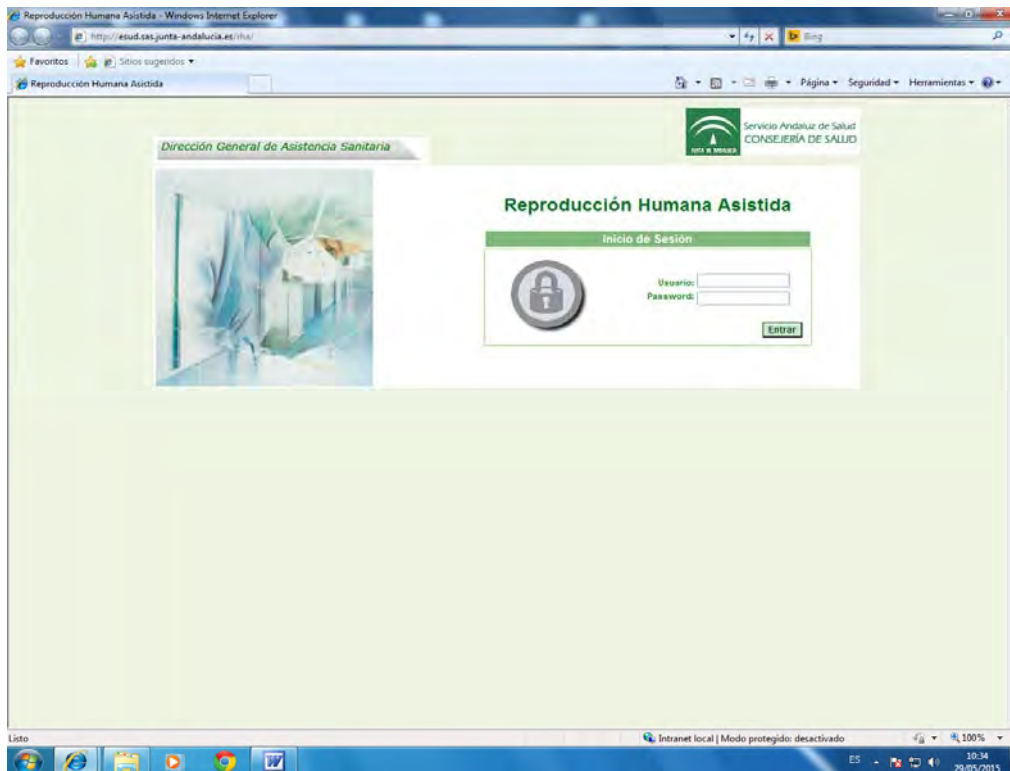 Reproducción Humana Asistida - Windows Internet Explorer
http://esud.sas.junta-andalucia.es/rha/
Bing
Favoritos
Sitios sugeridos
Reproducción Humana Asistida
Página
Seguridad
Herramientas
Dirección General de Asistencia Sanitaria
JUNTA DE ANDALUCIA
Servicio Andaluz de Salud
CONSEJERÍA DE SALUD
Reproducción Humana Asistida
Inicio de Sesión
Usuario:
Password:
Entrar
Listo
Intranet local | Modo protegido: desactivado
100%
ES
10:34
29/05/2015